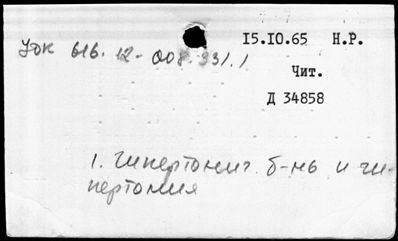 УДК 616.12-008.331.1
15.10.65 Н.Р.
Чит.
Д 34858
1. Гипертонич. б-нь и ги-
пертония